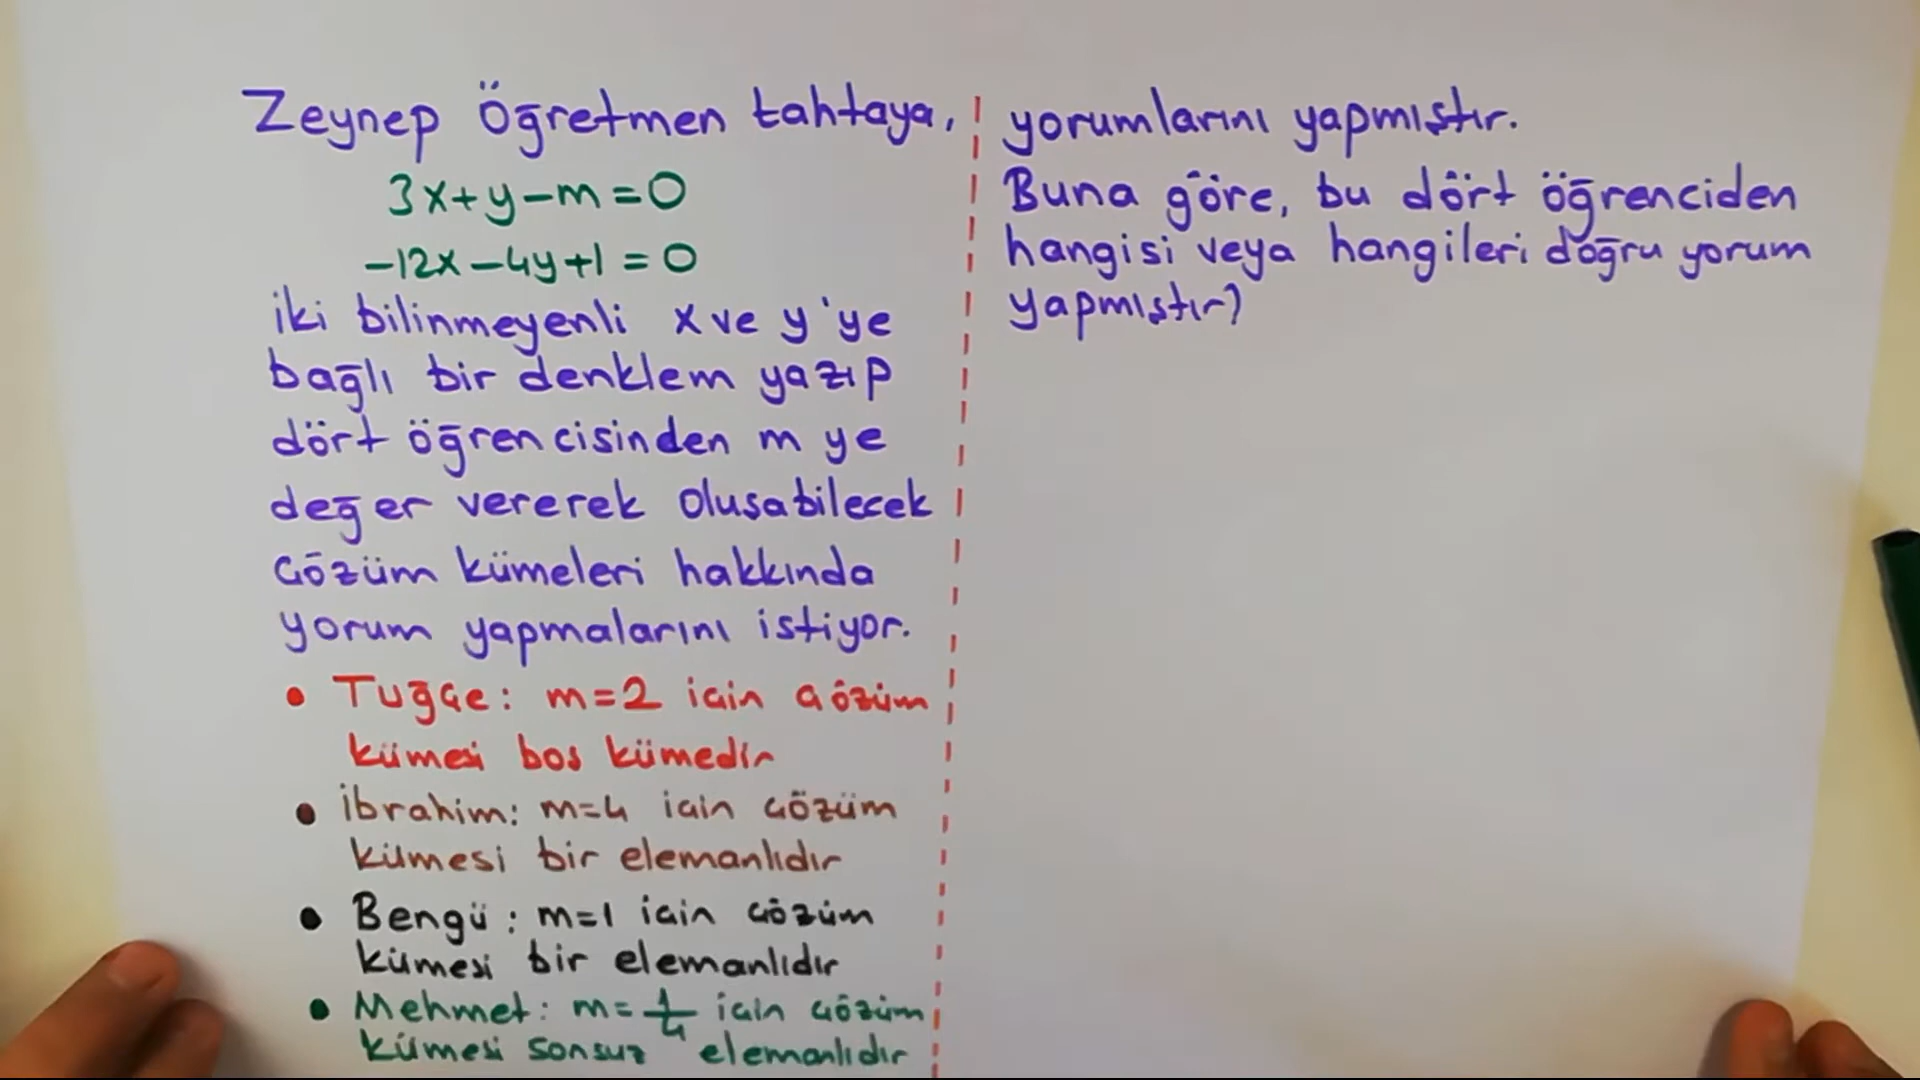 Zeynep Öğretmen tahtaya,
3x+y-m=0
-12x-4y+1=0
iki bilinmeyenli x ve y'ye
bağlı bir denklem yazıp
dört öğrencisinden m ye
değer vererek oluşabilecek
çözüm kümeleri hakkında
yorum yapmalarını istiyor.
• Tuğçe: m=2 için çözüm
kümesi boş kümedir
• İbrahim: m=4 için çözüm
kümesi bir elemanlıdır
• Bengü: m=1 için çözüm
kümesi bir elemanlıdır
• Mehmet: m=1/4 için çözüm
kümesi sonsuz elemanlıdır
yorumlarını yapmıştır.
Buna göre, bu dört öğrenciden
hangisi veya hangileri doğru yorum
yapmıştır?